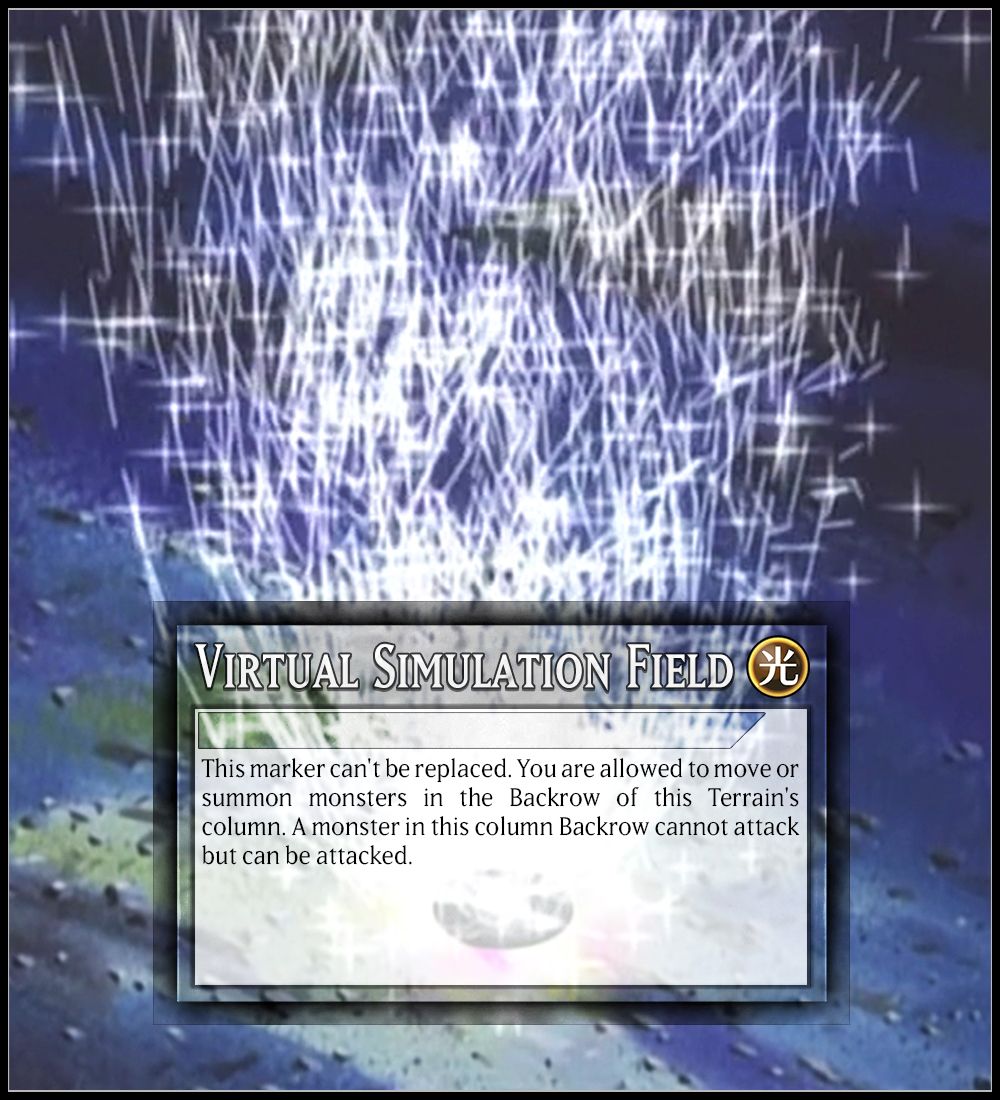 Virtual Simulation Field 光
This marker can't be replaced. You are allowed to move or
summon monsters in the Backrow of this Terrain's
column. A monster in this column Backrow cannot attack
but can be attacked.